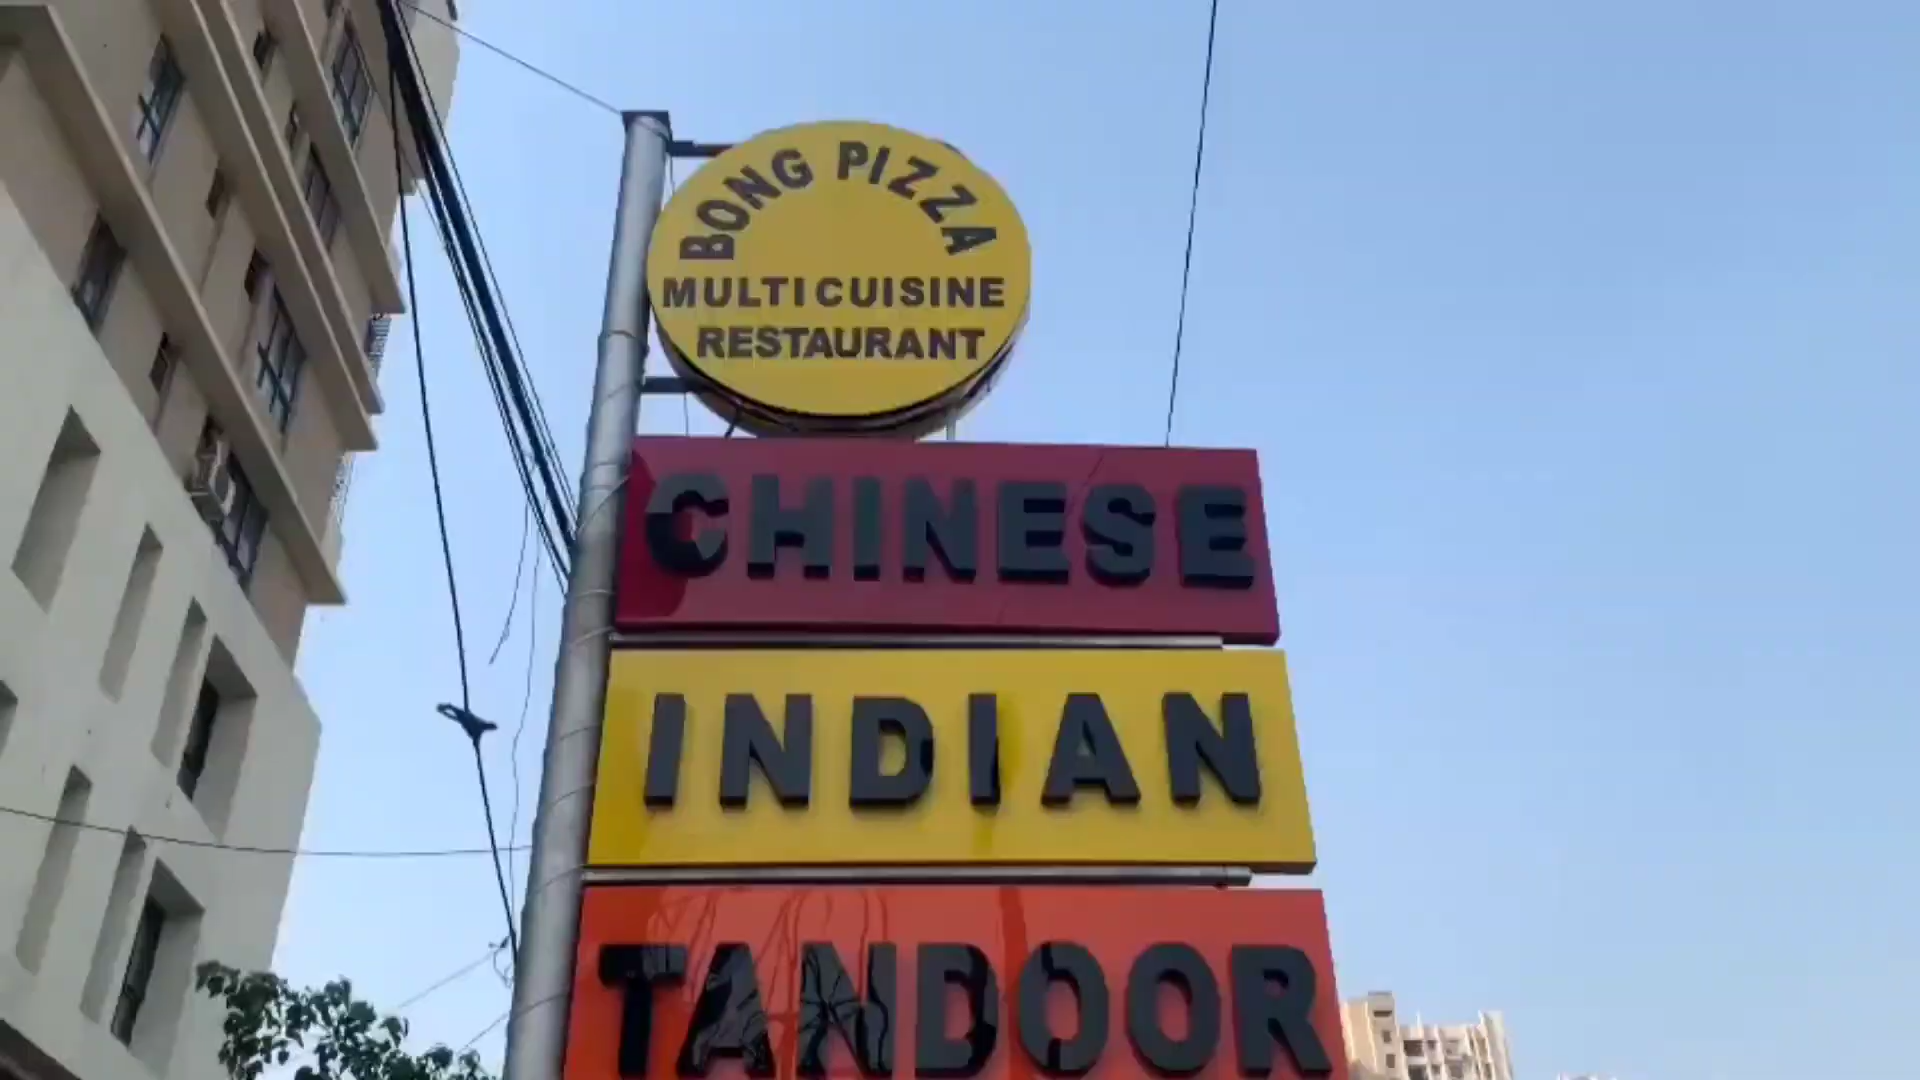 BONG PIZZA
MULTICUISINE
RESTAURANT
CHINESE
INDIAN
TANDOOR